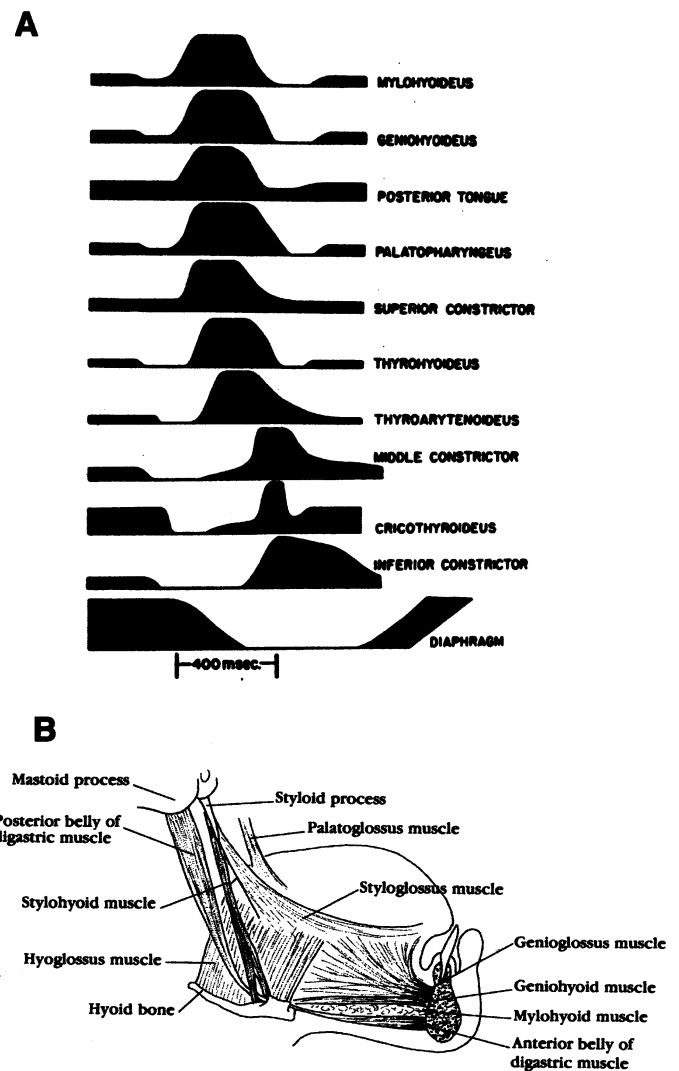 A
MYLOHYOIDEUS
GENIOHYOIDEUS
POSTERIOR TONGUE
PALATOPHARYNGEUS
SUPERIOR CONSTRICTOR
THYROHYOIDEUS
THYROARYTENOIDEUS
MIDDLE CONSTRICTOR
CRICOTHYROIDEUS
INFERIOR CONSTRICTOR
DIAPHRAGM
400 msec.
B
Mastoid process
Styloid process
Posterior belly of
digastric muscle
Palatoglossus muscle
Styloglossus muscle
Stylohyoid muscle
Hyoglossus muscle
Hyoid bone
Genioglossus muscle
Geniohyoid muscle
Mylohyoid muscle
Anterior belly of
digastric muscle